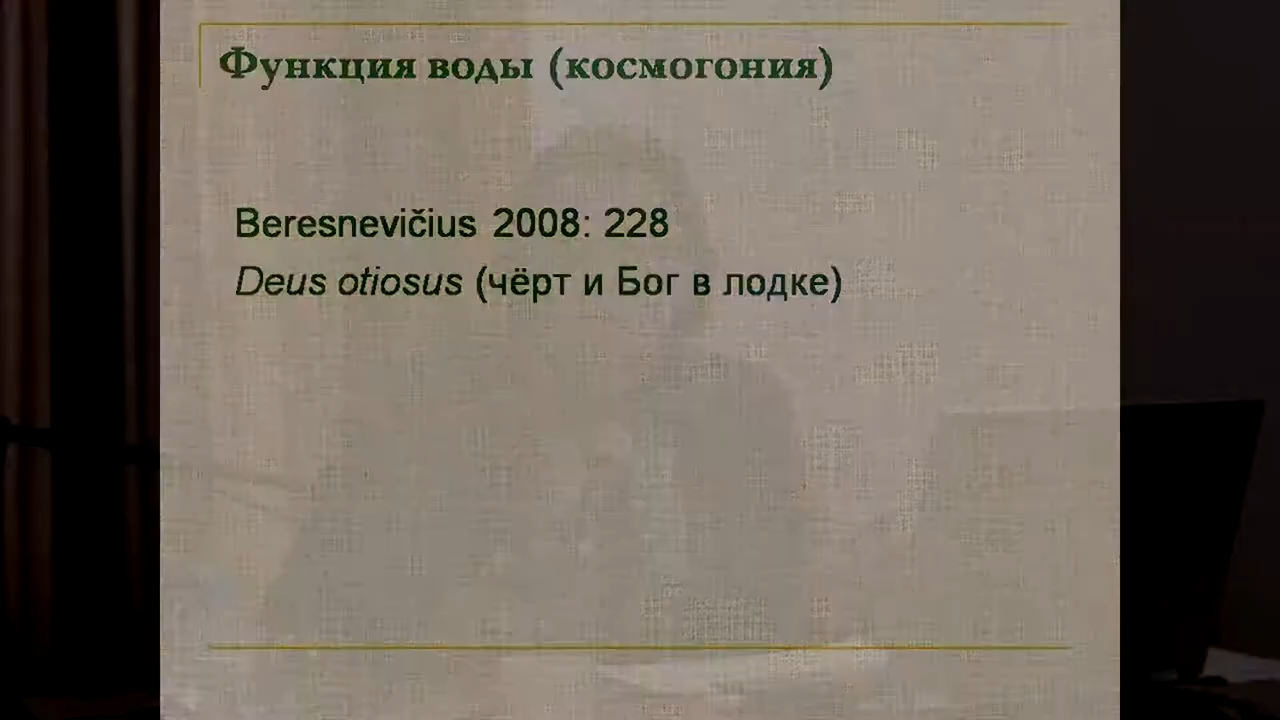 Функция воды (космогония)
Beresnevičius 2008: 228
Deus otiosus (чёрт и Бог в лодке)